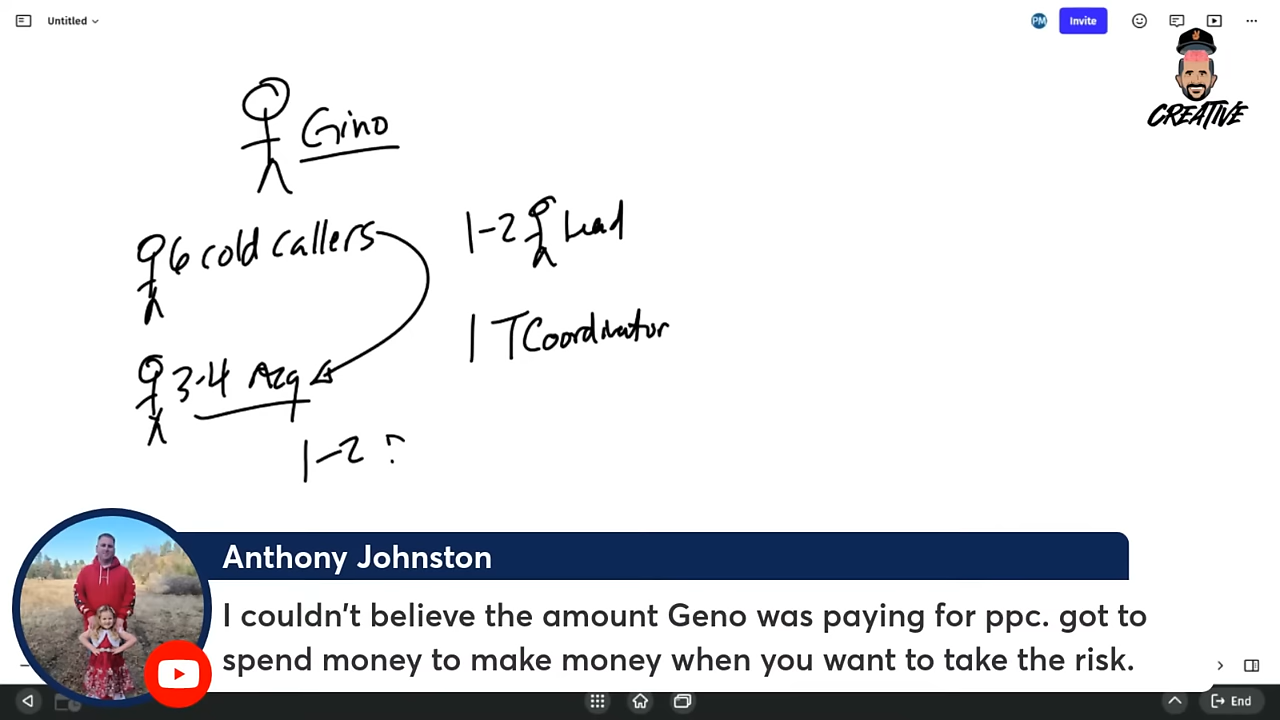 Untitled
PM
Invite
CREATIVE
Gino
6 cold callers
1-2 Lead
1 TCoordinator
3-4 Azq
1-2 ?
Anthony Johnston
I couldn't believe the amount Geno was paying for ppc. got to
spend money to make money when you want to take the risk.
End